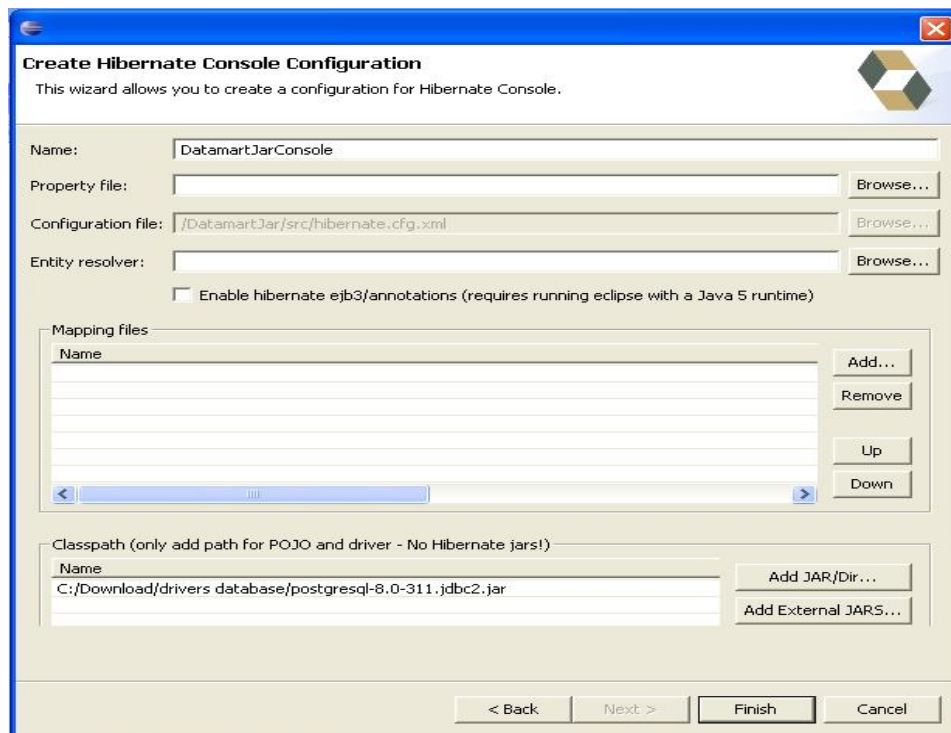 Create Hibernate Console Configuration
This wizard allows you to create a configuration for Hibernate Console.
Name: DatamartJarConsole
Property file: Browse...
Configuration file: /DatamartJar/src/hibernate.cfg.xml Browse...
Entity resolver: Browse...
Enable hibernate ejb3/annotations (requires running eclipse with a Java 5 runtime)
Mapping files
Name
Add...
Remove
Up
Down
Classpath (only add path for POJO and driver - No Hibernate jars!)
Name
Add JAR/Dir...
C:/Download/drivers database/postgresql-8.0-311.jdbc2.jar
Add External JARS...
< Back Next > Finish Cancel